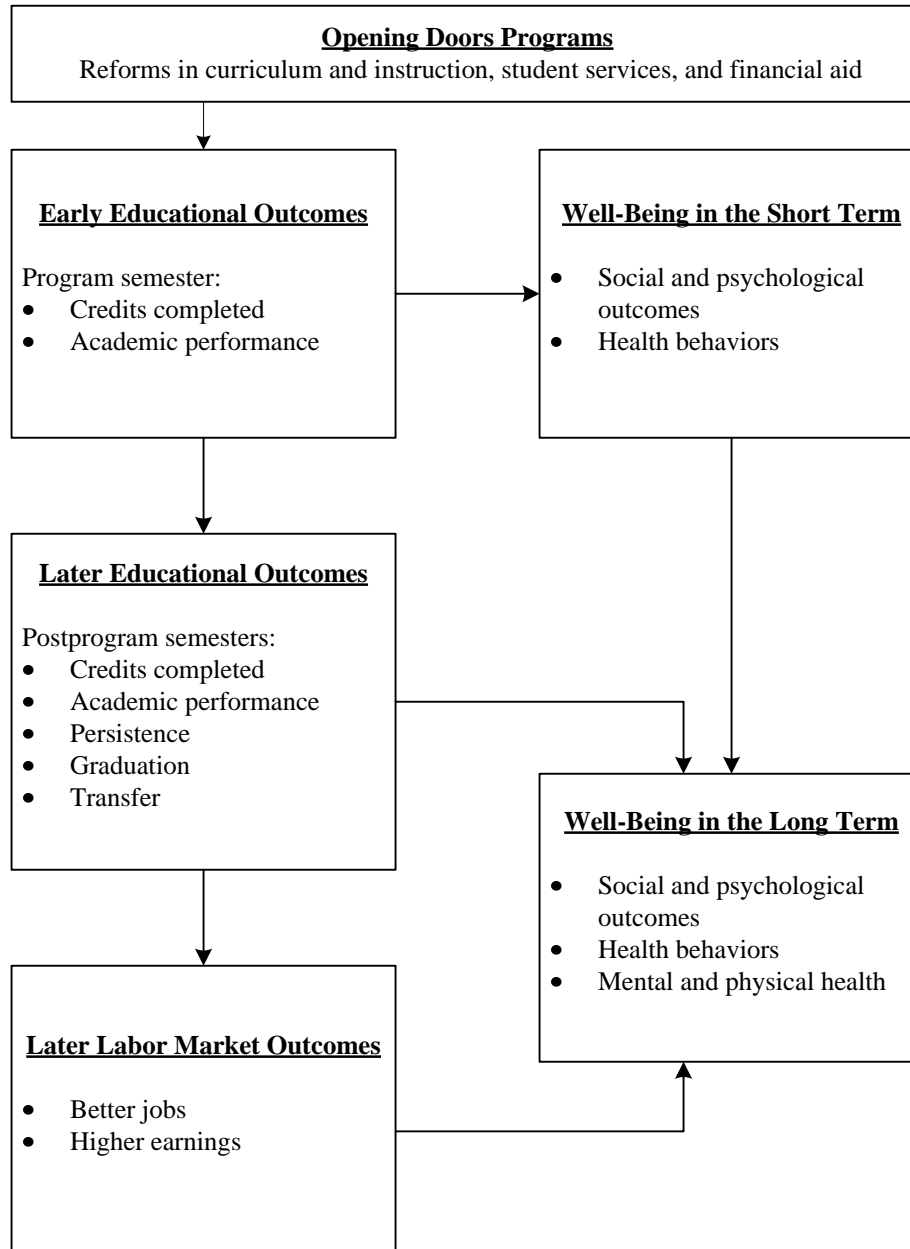 Opening Doors Programs
Reforms in curriculum and instruction, student services, and financial aid
Early Educational Outcomes
Program semester:
• Credits completed
• Academic performance
Well-Being in the Short Term
• Social and psychological
outcomes
• Health behaviors
Later Educational Outcomes
Postprogram semesters:
• Credits completed
• Academic performance
• Persistence
• Graduation
• Transfer
Well-Being in the Long Term
• Social and psychological
outcomes
• Health behaviors
• Mental and physical health
Later Labor Market Outcomes
• Better jobs
• Higher earnings